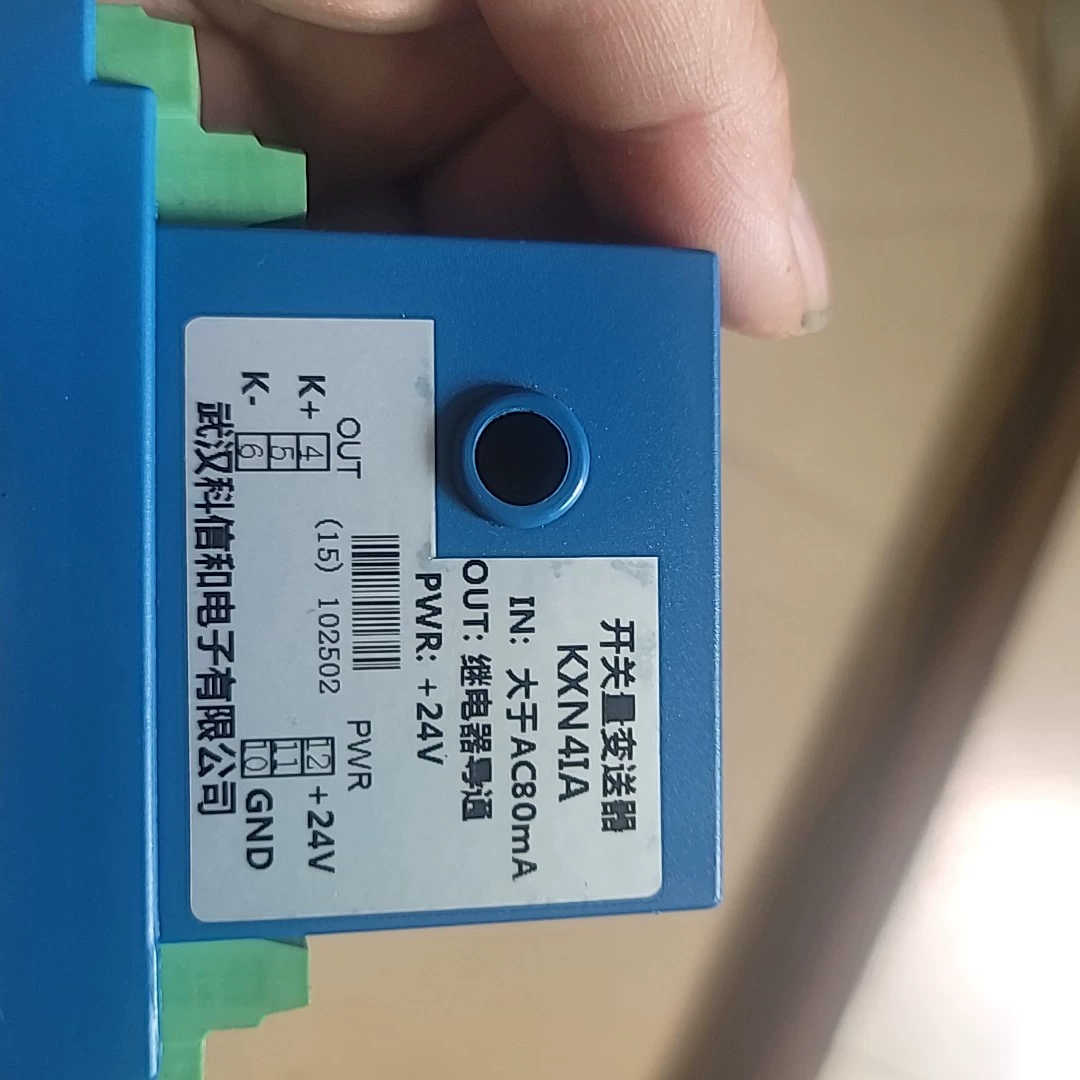 开关量变送器
KXN4IA
IN: 大于AC80mA
OUT: 继电器导通
PWR: +24V
(15) 102502
OUT
K+
K-
4
5
6
PWR
12
11
10
+24V
GND
武汉科信和电子有限公司